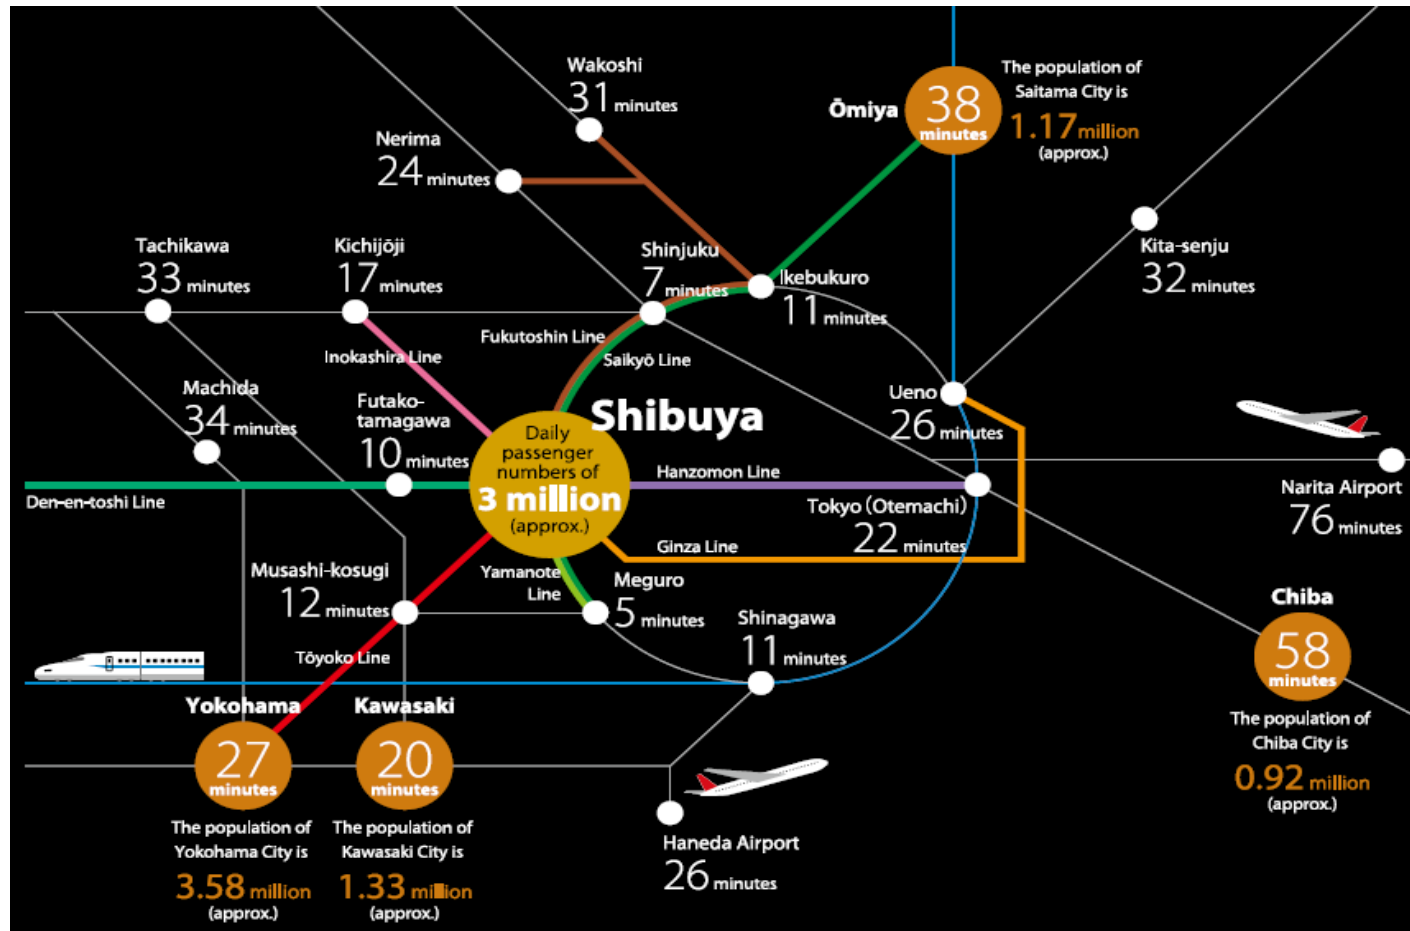 Wakoshi
31 minutes
Ōmiya
38
minutes
The population of
Saitama City is
1.17 million
(approx.)
Nerima
24 minutes
Tachikawa
33 minutes
Kichijōji
17 minutes
Shinjuku
7
minutes
Ikebukuro
11 minutes
Kita-senju
32 minutes
Fukutoshin Line
Inokashira Line
Saikyō Line
Machida
34 minutes
Futako-
tamagawa
10 minutes
Shibuya
Daily
passenger
numbers of
3 million
(approx.)
Ueno
26 minutes
Hanzomon Line
Den-en-toshi Line
Tokyo (Otemachi)
22 minutes
Narita Airport
76 minutes
Ginza Line
Musashi-kosugi
12 minutes
Yamanote
Line
Meguro
5 minutes
Shinagawa
11 minutes
Tōyoko Line
Chiba
58
minutes
The population of
Chiba City is
0.92 million
(approx.)
Yokohama
27
minutes
The population of
Yokohama City is
3.58 million
(approx.)
Kawasaki
20
minutes
The population of
Kawasaki City is
1.33 million
(approx.)
Haneda Airport
26 minutes